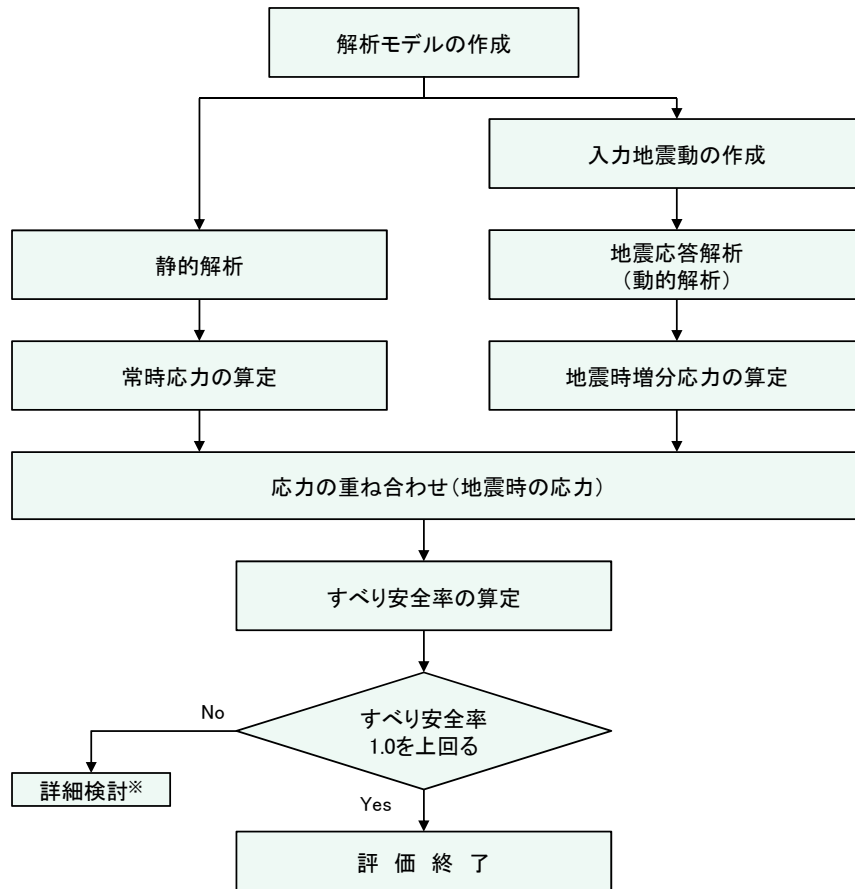 解析モデルの作成
入力地震動の作成
静的解析
地震応答解析
（動的解析）
常時応力の算定
地震時増分応力の算定
応力の重ね合わせ（地震時の応力）
すべり安全率の算定
すべり安全率
1.0を上回る
No
詳細検討※
Yes
評 価 終 了